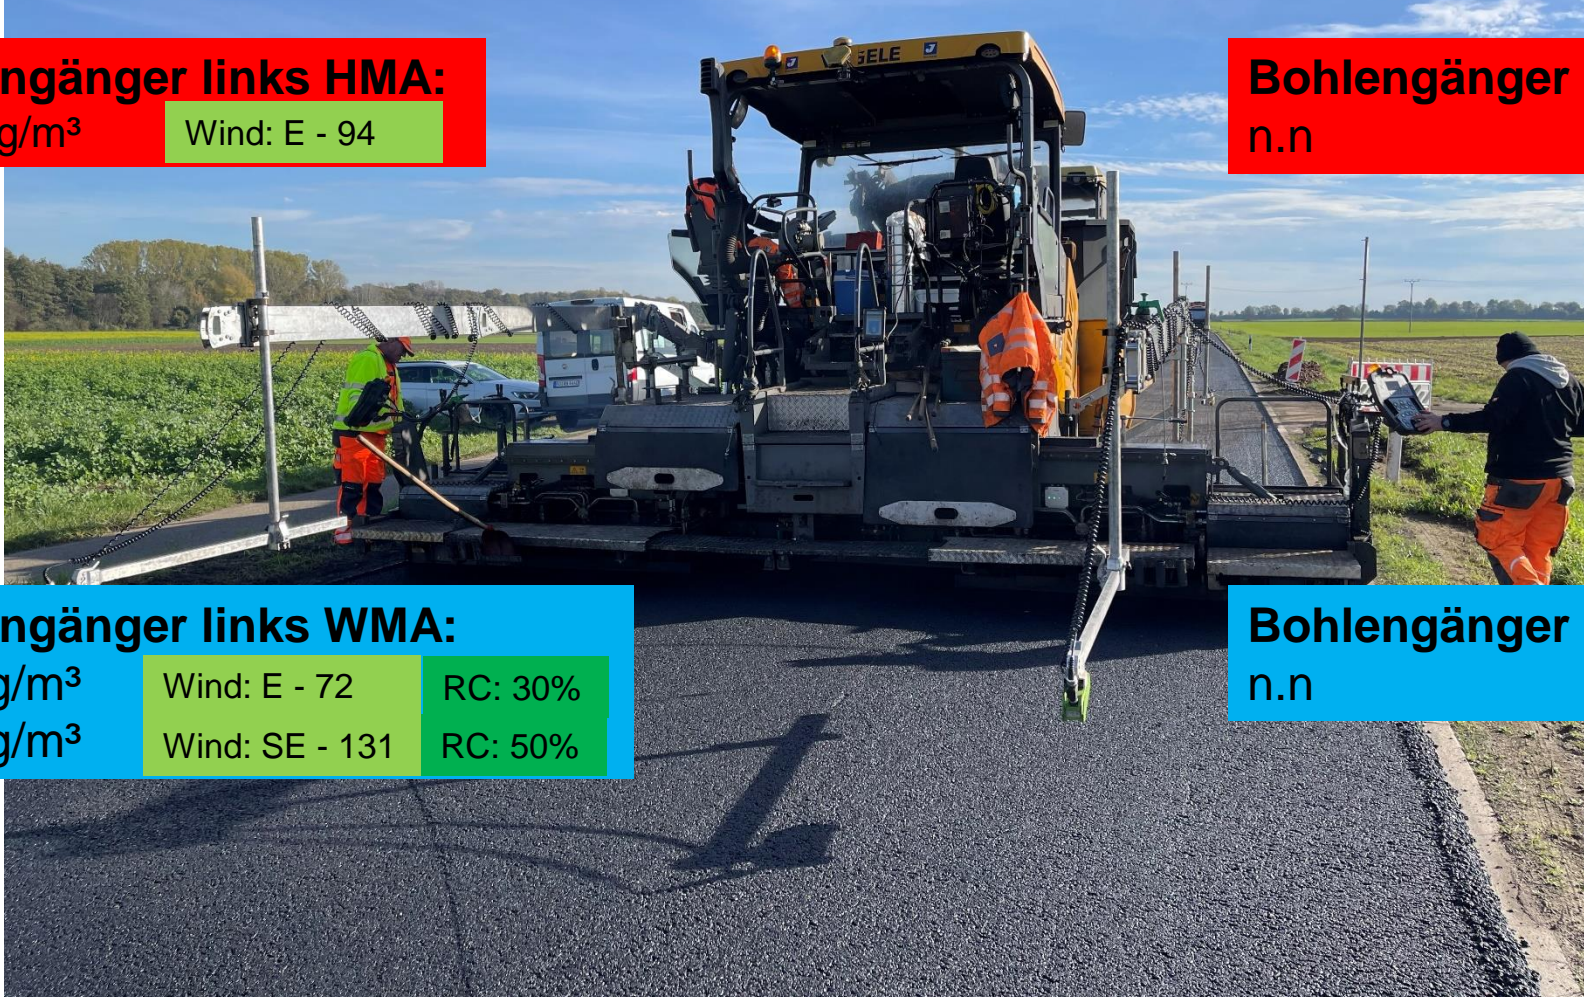 ngänger links HMA:
g/m³
Wind: E - 94
Bohlengänger
n.n
ngänger links WMA:
g/m³
Wind: E - 72
RC: 30%
g/m³
Wind: SE - 131
RC: 50%
Bohlengänger
n.n